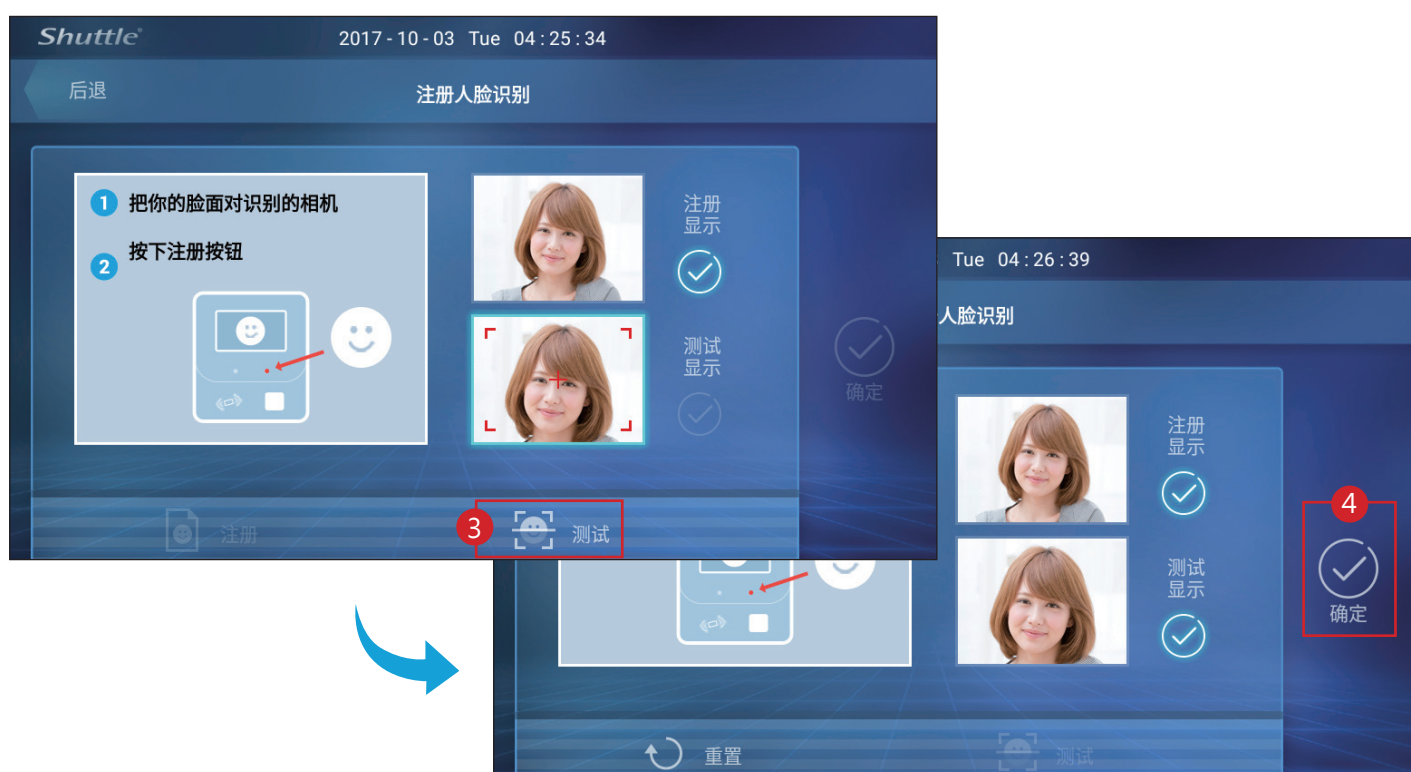 Shuttle
2017-10-03 Tue 04:25:34
后退
注册人脸识别
1 把你的脸面对识别的相机
2 按下注册按钮
注册
显示
测试
显示
确定
注册
3 测试
Tue 04:26:39
人脸识别
注册
显示
测试
显示
4
确定
重置
测试